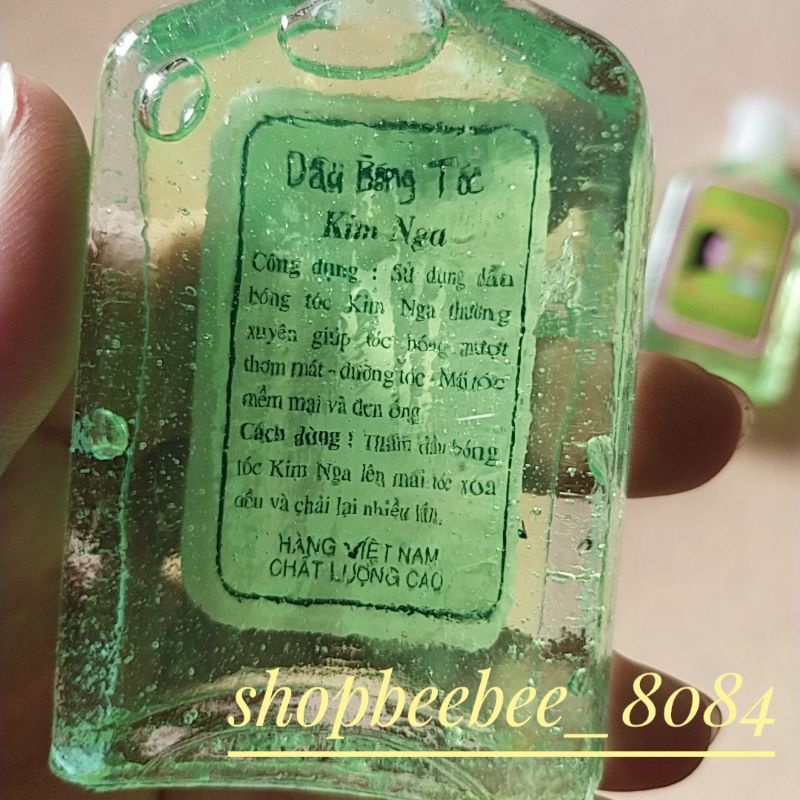 Dầu Bóng Tóc
Kim Nga
Công dụng : Sử dụng dầu
bóng tóc Kim Nga thường
xuyên giúp tóc bóng mượt
thơm mát - dưỡng tóc - Mái tóc
mềm mại và đen óng
Cách dùng : Thấm dầu bóng
tóc Kim Nga lên mái tóc xoa
đều và chải lại nhiều lần.
HÀNG VIỆT NAM
CHẤT LƯỢNG CAO
shopbeebee_ 8084